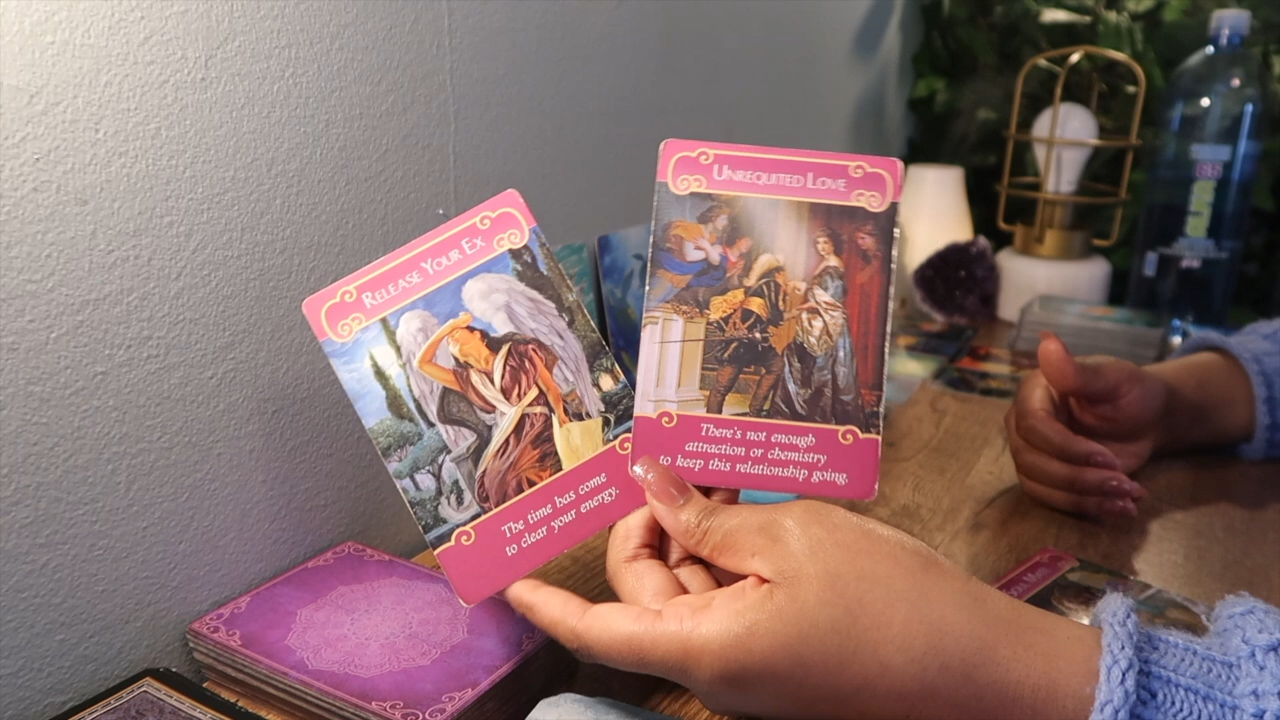 RELEASE YOUR EX
The time has come
to clear your energy.
UNREQUITED LOVE
There's not enough
attraction or chemistry
to keep this relationship going.